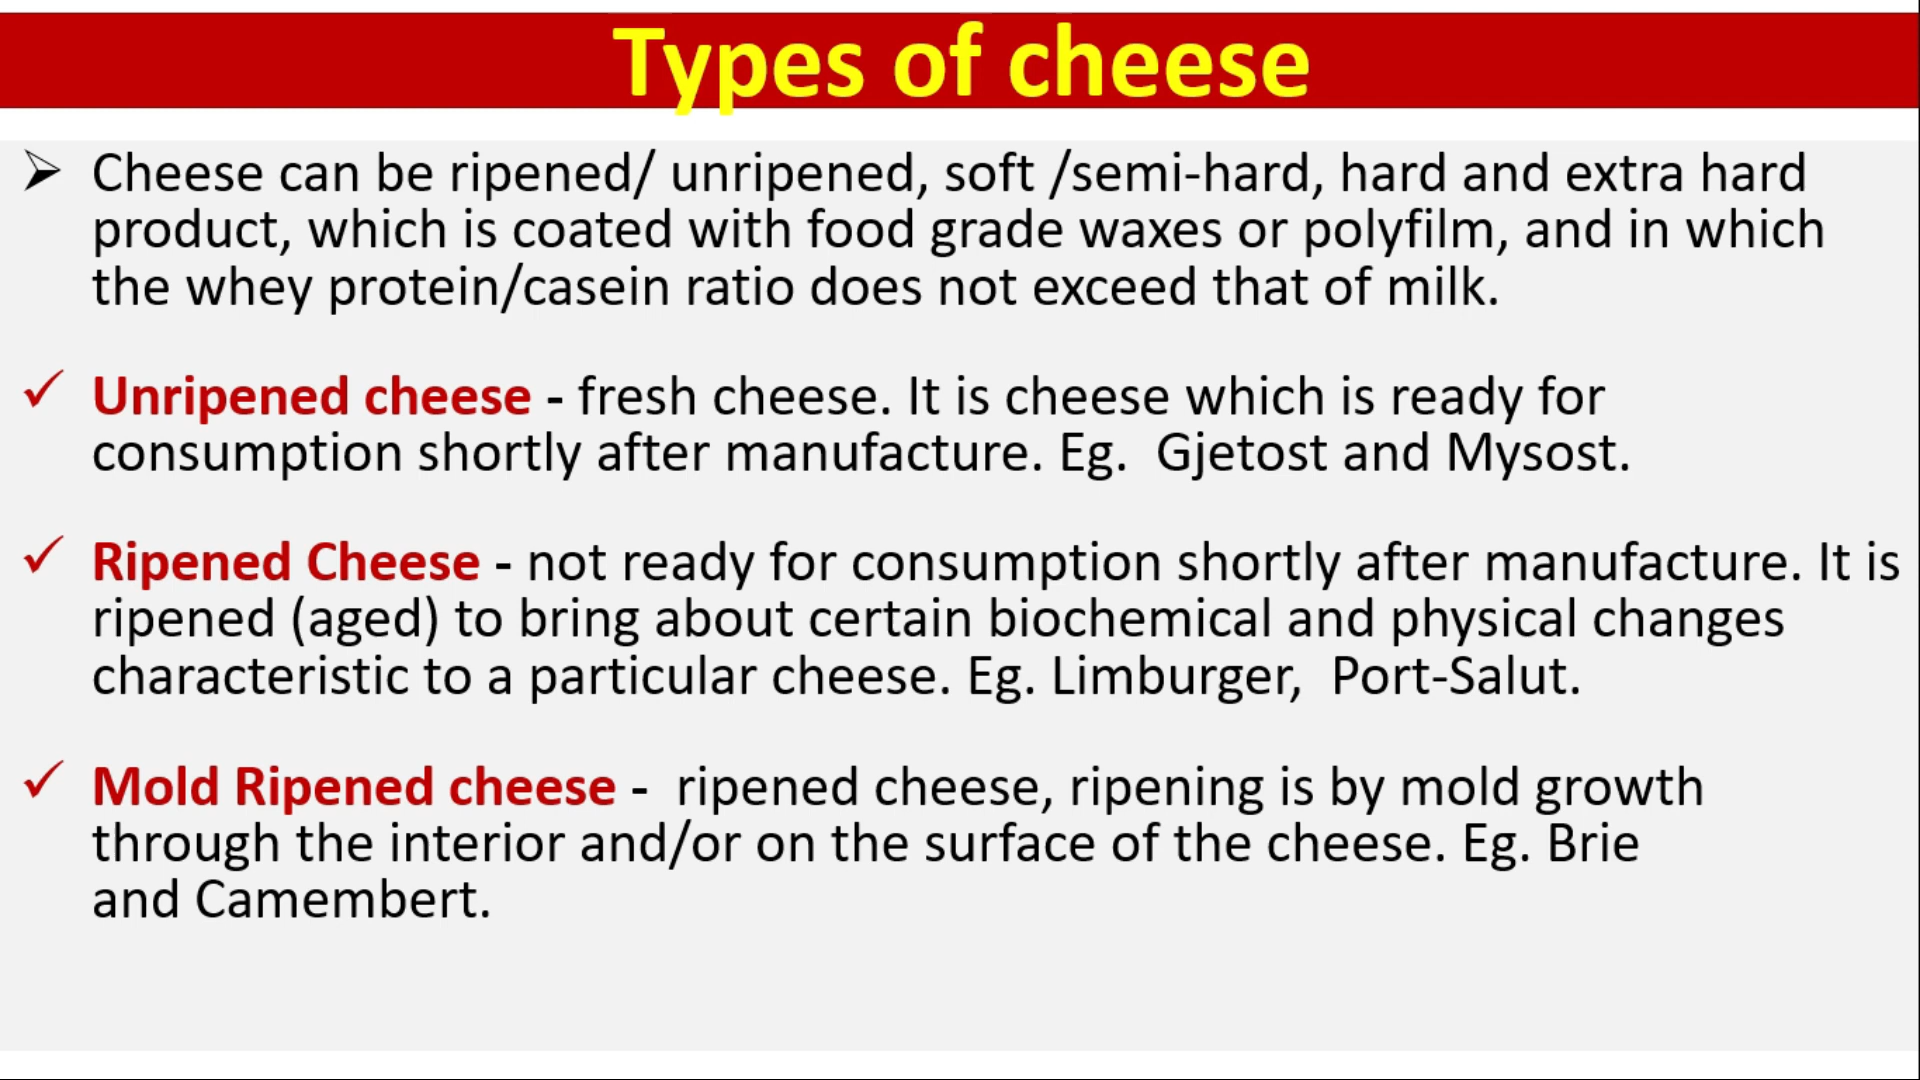 Types of cheese
➢ Cheese can be ripened/ unripened, soft /semi-hard, hard and extra hard
product, which is coated with food grade waxes or polyfilm, and in which
the whey protein/casein ratio does not exceed that of milk.
✓ Unripened cheese - fresh cheese. It is cheese which is ready for
consumption shortly after manufacture. Eg. Gjetost and Mysost.
✓ Ripened Cheese - not ready for consumption shortly after manufacture. It is
ripened (aged) to bring about certain biochemical and physical changes
characteristic to a particular cheese. Eg. Limburger, Port-Salut.
✓ Mold Ripened cheese - ripened cheese, ripening is by mold growth
through the interior and/or on the surface of the cheese. Eg. Brie
and Camembert.